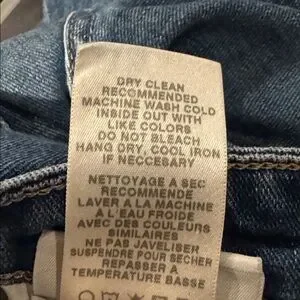 DRY CLEAN
RECOMMENDED
MACHINE WASH COLD
INSIDE OUT WITH
LIKE COLORS
DO NOT BLEACH
HANG DRY, COOL IRON
IF NECCEBARY
NETTOYAGE A SEC
RECOMMENDE
LAVER A LA MACHINE
A L'EAU FROIDE
AVEC DES COULEURS
SIMILAIRES
NE PAS JAVELISER
SUSPENDRE POUR SECHER
REPASSER A
TEMPERATURE BASSE